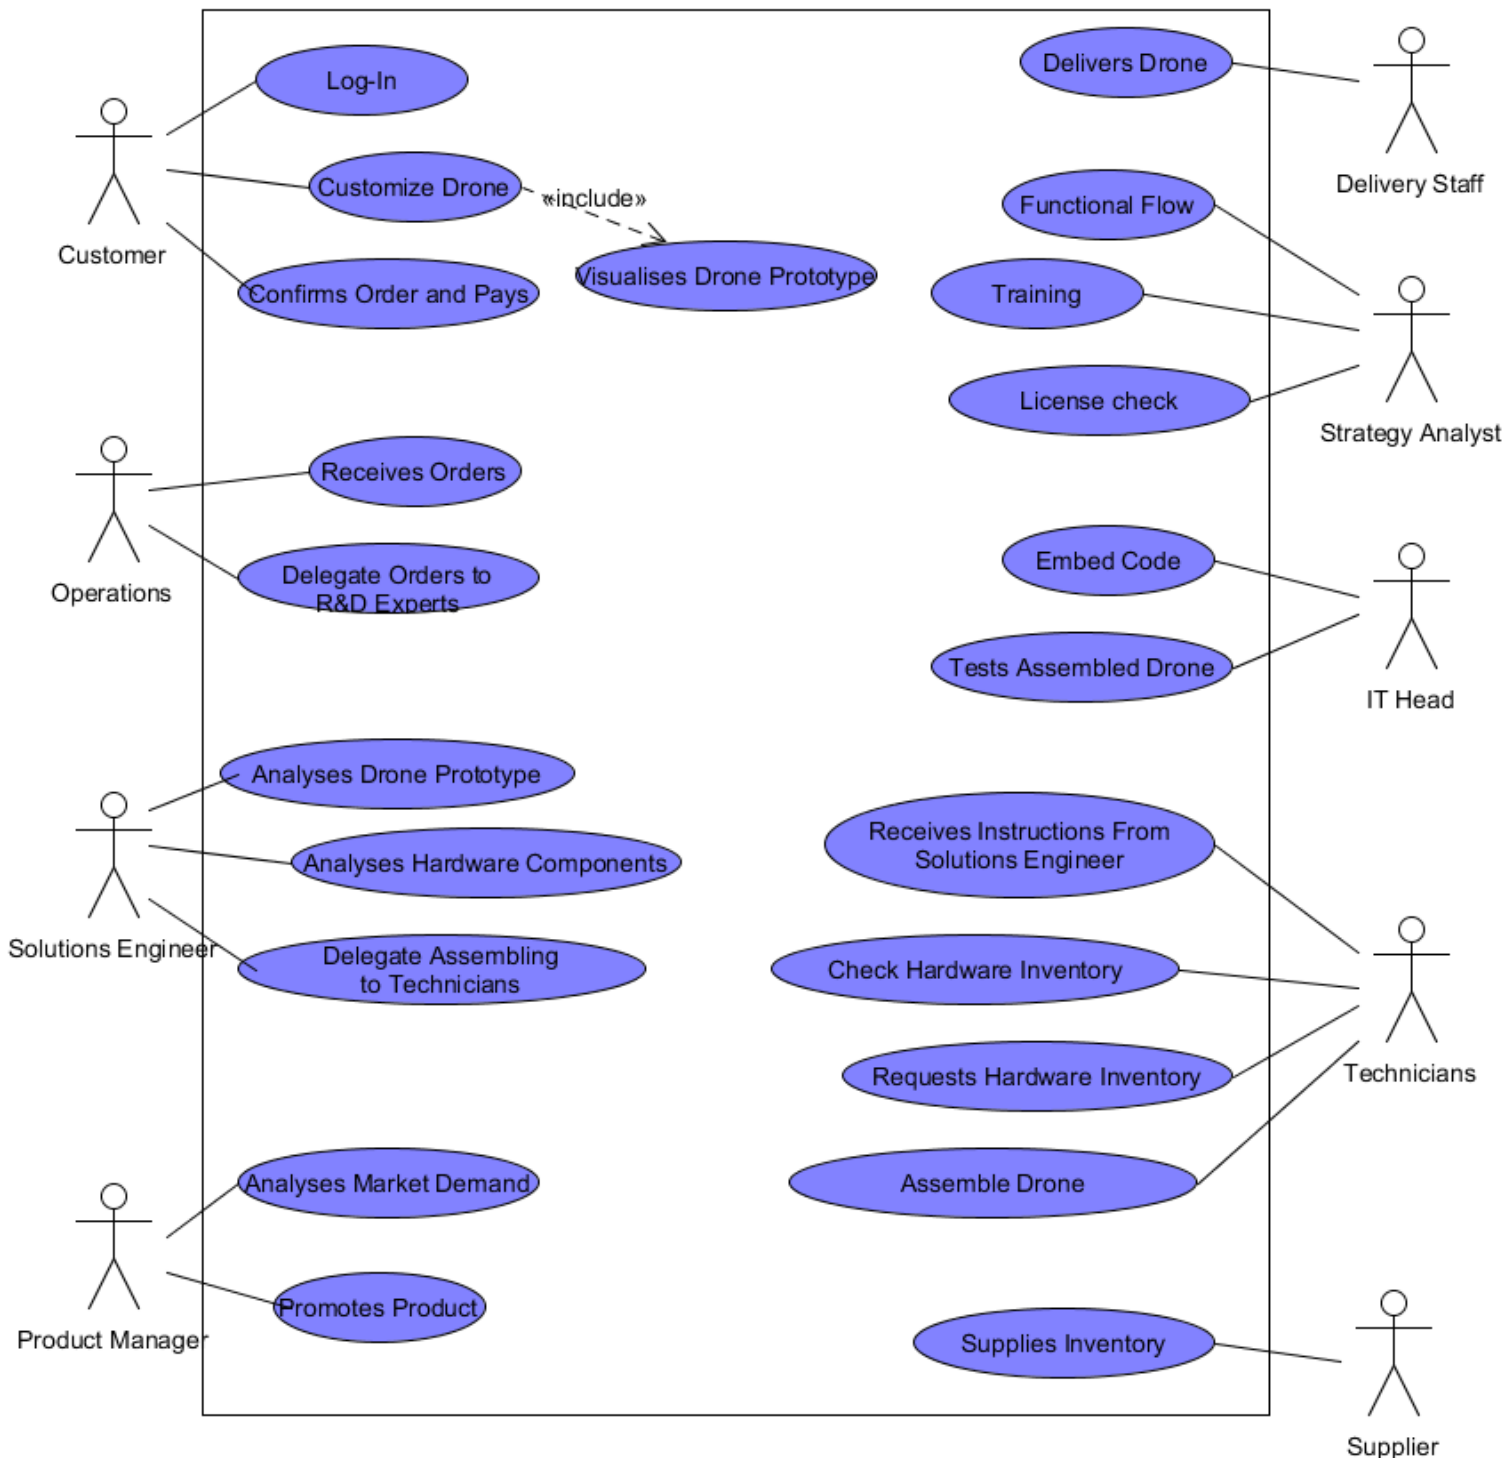 Log-In
Customize Drone
«include»
Visualises Drone Prototype
Confirms Order and Pays
Customer
Receives Orders
Delegate Orders to
R&D Experts
Operations
Analyses Drone Prototype
Analyses Hardware Components
Delegate Assembling
to Technicians
Solutions Engineer
Analyses Market Demand
Promotes Product
Product Manager
Delivers Drone
Delivery Staff
Functional Flow
Training
License check
Strategy Analyst
Embed Code
Tests Assembled Drone
IT Head
Receives Instructions From
Solutions Engineer
Check Hardware Inventory
Requests Hardware Inventory
Assemble Drone
Technicians
Supplies Inventory
Supplier